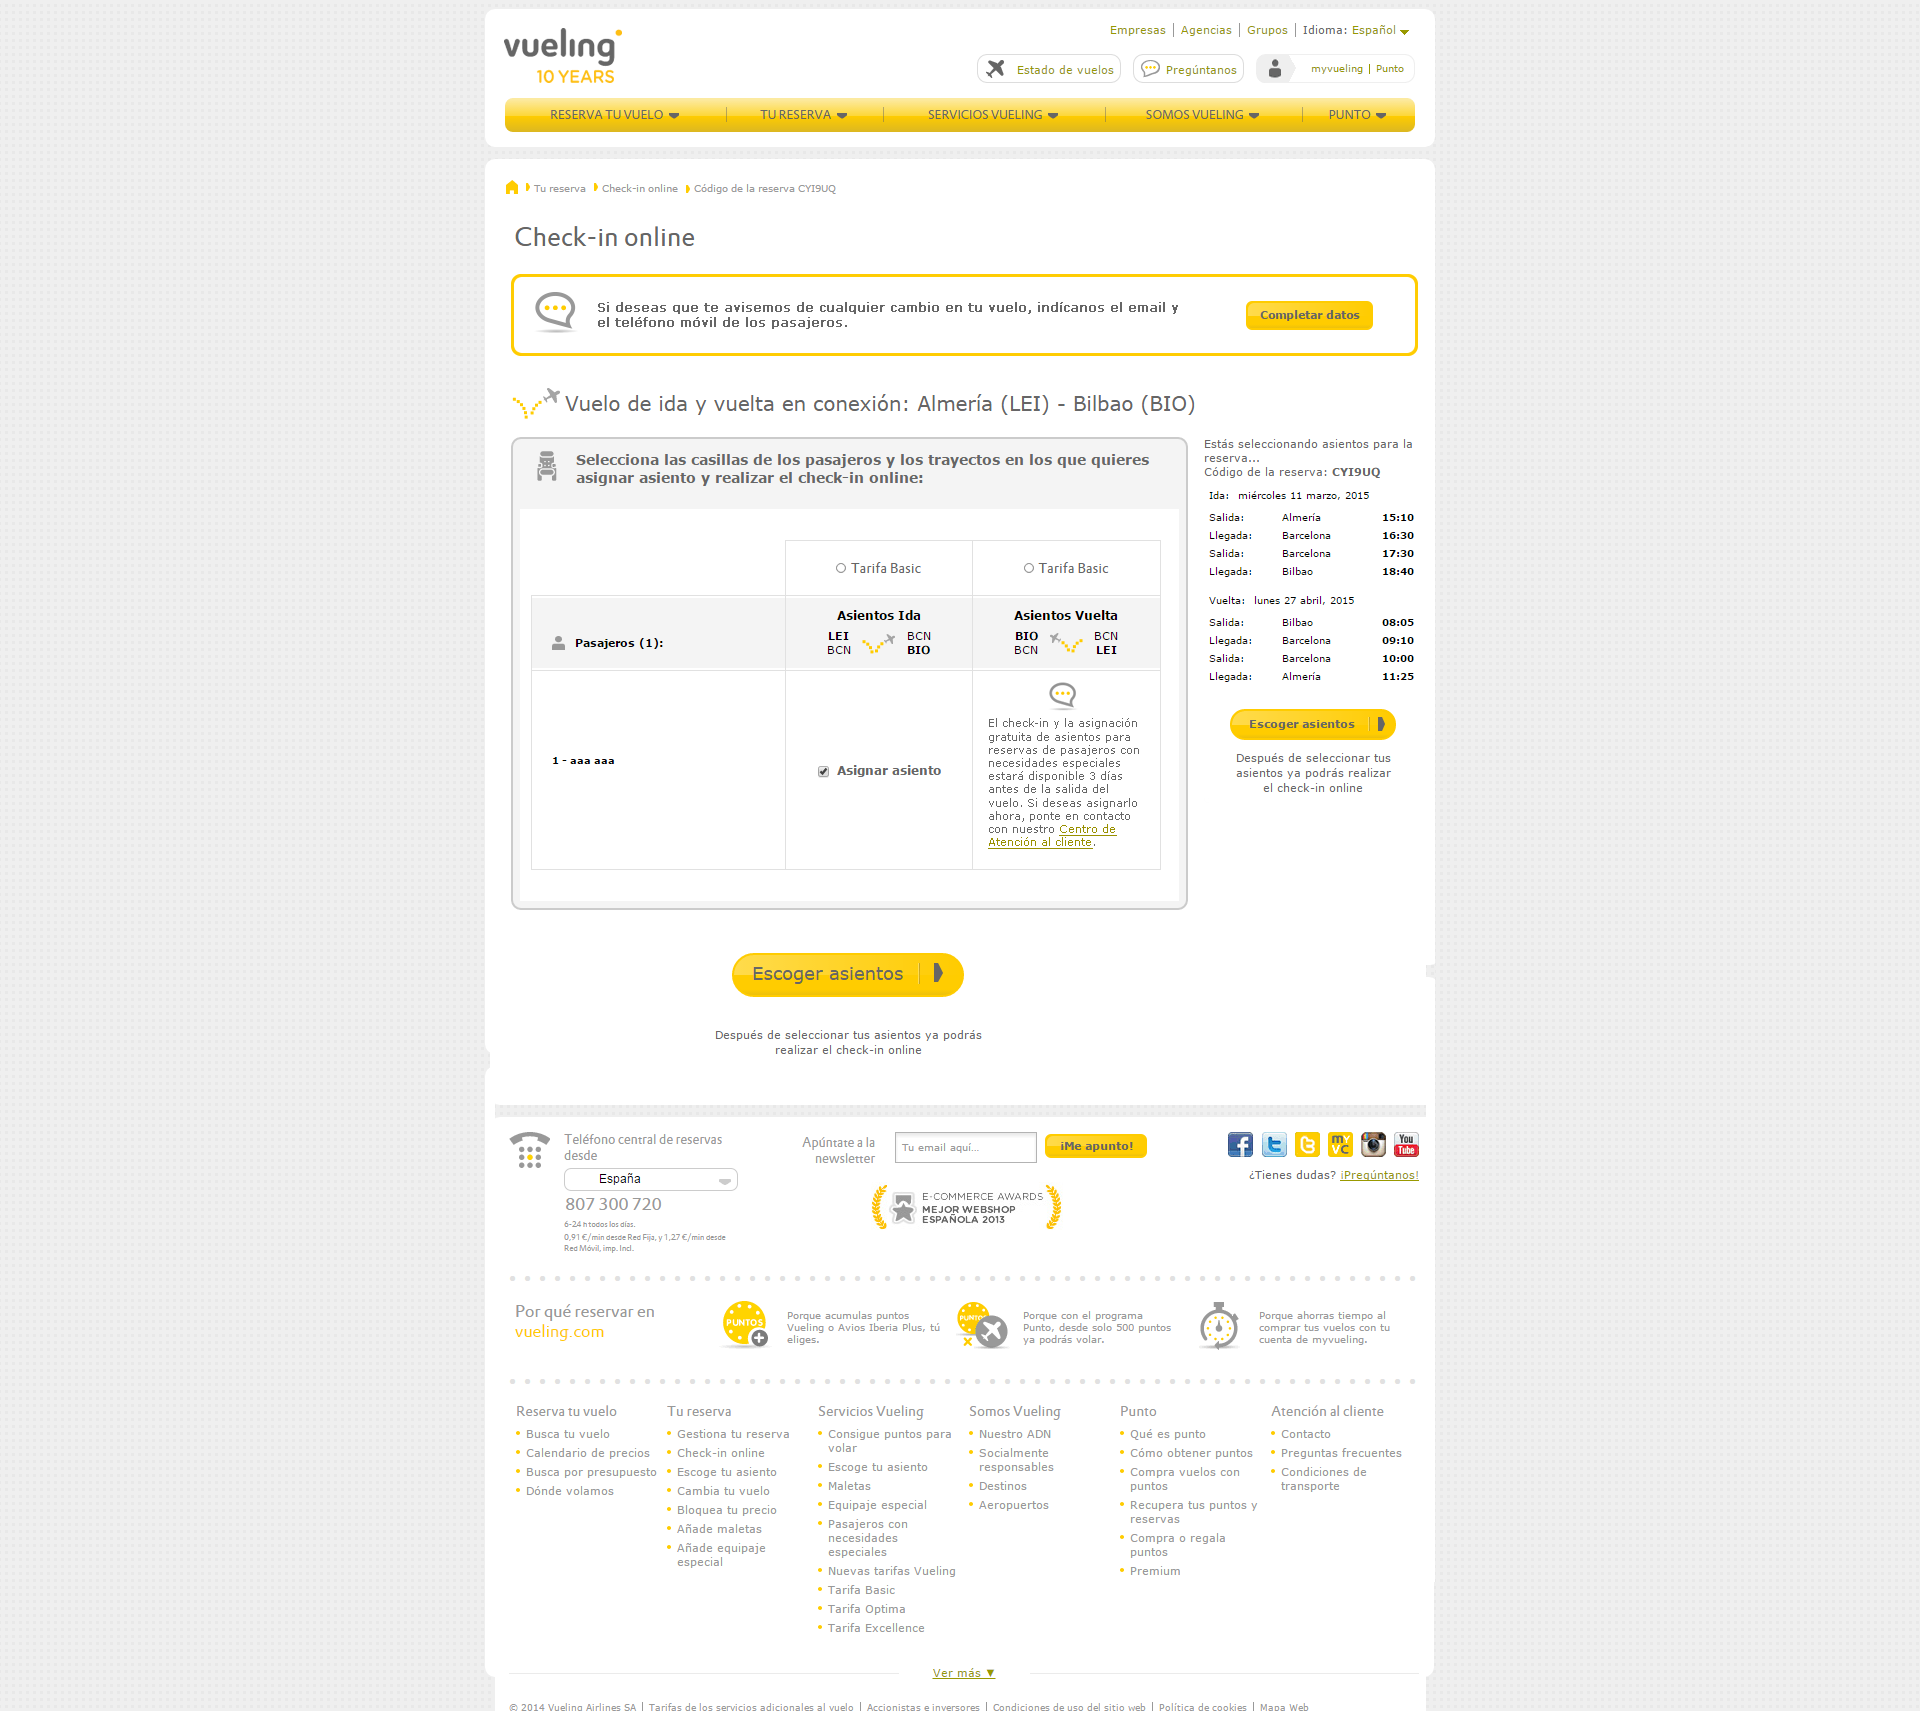 vueling
10 YEARS
Empresas | Agencias | Grupos | Idioma: Español
Estado de vuelos
Pregúntanos
myvueling | Punto
RESERVA TU VUELO
TU RESERVA
SERVICIOS VUELING
SOMOS VUELING
PUNTO
Tu reserva Check-in online Código de la reserva CYI9UQ
Check-in online
Si deseas que te avisemos de cualquier cambio en tu vuelo, indícanos el email y
el teléfono móvil de los pasajeros.
Completar datos
Vuelo de ida y vuelta en conexión: Almería (LEI) - Bilbao (BIO)
Selecciona las casillas de los pasajeros y los trayectos en los que quieres
asignar asiento y realizar el check-in online:
Tarifa Basic
Tarifa Basic
Pasajeros (1):
Asientos Ida
LEI BCN
BCN BIO
Asientos Vuelta
BIO BCN
BCN LEI
1 - aaa aaa
Asignar asiento
El check-in y la asignación
gratuita de asientos para
reservas de pasajeros con
necesidades especiales
estará disponible 3 días
antes de la salida del
vuelo. Si deseas asignarlo
ahora, ponte en contacto
con nuestro Centro de
Atención al cliente.
Estás seleccionando asientos para la
reserva...
Código de la reserva: CYI9UQ
Ida: miércoles 11 marzo, 2015
Salida: Almería 15:10
Llegada: Barcelona 16:30
Salida: Barcelona 17:30
Llegada: Bilbao 18:40
Vuelta: lunes 27 abril, 2015
Salida: Bilbao 08:05
Llegada: Barcelona 09:10
Salida: Barcelona 10:00
Llegada: Almería 11:25
Escoger asientos
Después de seleccionar tus
asientos ya podrás realizar
el check-in online
Escoger asientos
Después de seleccionar tus asientos ya podrás
realizar el check-in online
Teléfono central de reservas
desde
España
807 300 720
6-24 h todos los días.
0,91 €/min desde Red Fija, y 1,27 €/min desde
Red Móvil, imp. Incl.
Apúntate a la
newsletter
Tu email aquí...
¡Me apunto!
E-COMMERCE AWARDS
MEJOR WEBSHOP
ESPAÑOLA 2013
MY
VC
You
Tube
¿Tienes dudas? ¡Pregúntanos!
Por qué reservar en
vueling.com
PUNTOS
Porque acumulas puntos
Vueling o Avios Iberia Plus, tú
eliges.
PUNTOS
Porque con el programa
Punto, desde solo 500 puntos
ya podrás volar.
Porque ahorras tiempo al
comprar tus vuelos con tu
cuenta de myvueling.
Reserva tu vuelo
Busca tu vuelo
Calendario de precios
Busca por presupuesto
Dónde volamos
Tu reserva
Gestiona tu reserva
Check-in online
Escoge tu asiento
Cambia tu vuelo
Bloquea tu precio
Añade maletas
Añade equipaje
especial
Servicios Vueling
Consigue puntos para
volar
Escoge tu asiento
Maletas
Equipaje especial
Pasajeros con
necesidades
especiales
Nuevas tarifas Vueling
Tarifa Basic
Tarifa Optima
Tarifa Excellence
Somos Vueling
Nuestro ADN
Socialmente
responsables
Destinos
Aeropuertos
Punto
Qué es punto
Cómo obtener puntos
Compra vuelos con
puntos
Recupera tus puntos y
reservas
Compra o regala
puntos
Premium
Atención al cliente
Contacto
Preguntas frecuentes
Condiciones de
transporte
Ver más ▼
© 2014 Vueling Airlines SA | Tarifas de los servicios adicionales al vuelo | Accionistas e inversores | Condiciones de uso del sitio web | Política de cookies | Mapa Web